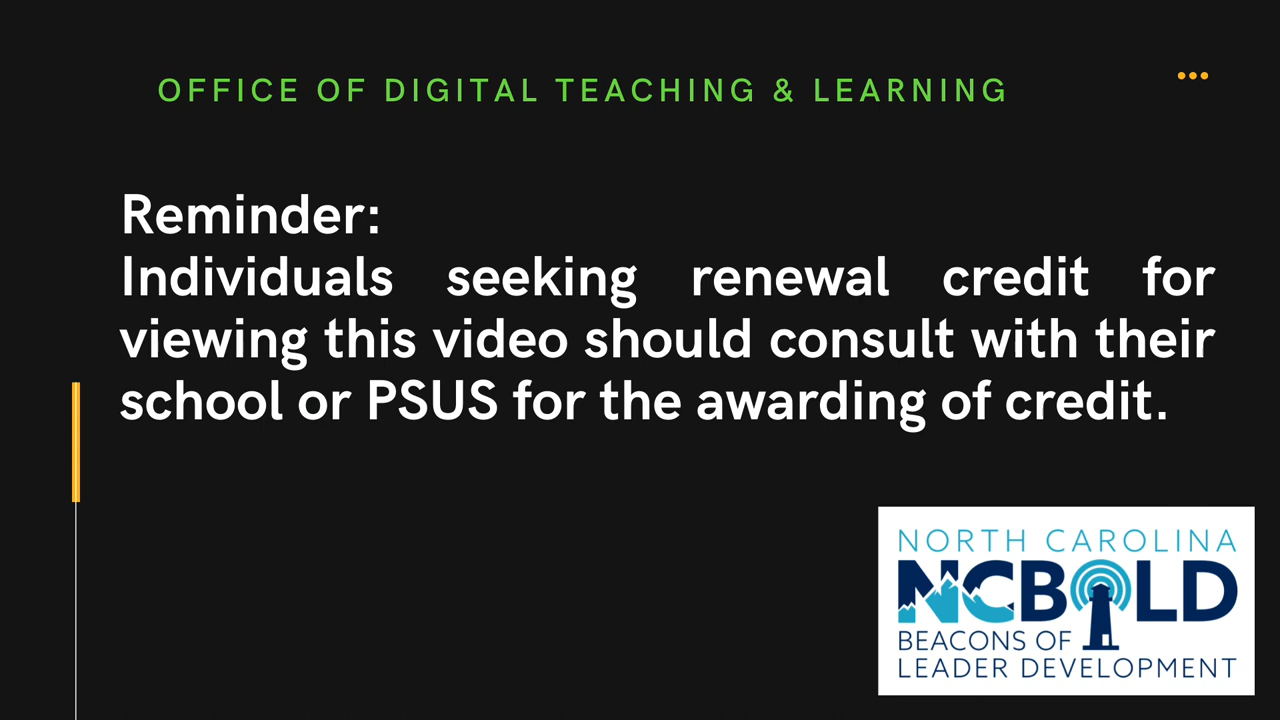 OFFICE OF DIGITAL TEACHING & LEARNING
Reminder:
Individuals seeking renewal credit for
viewing this video should consult with their
school or PSUS for the awarding of credit.
NORTH CAROLINA
NCBOLD
BEACONS OF
LEADER DEVELOPMENT